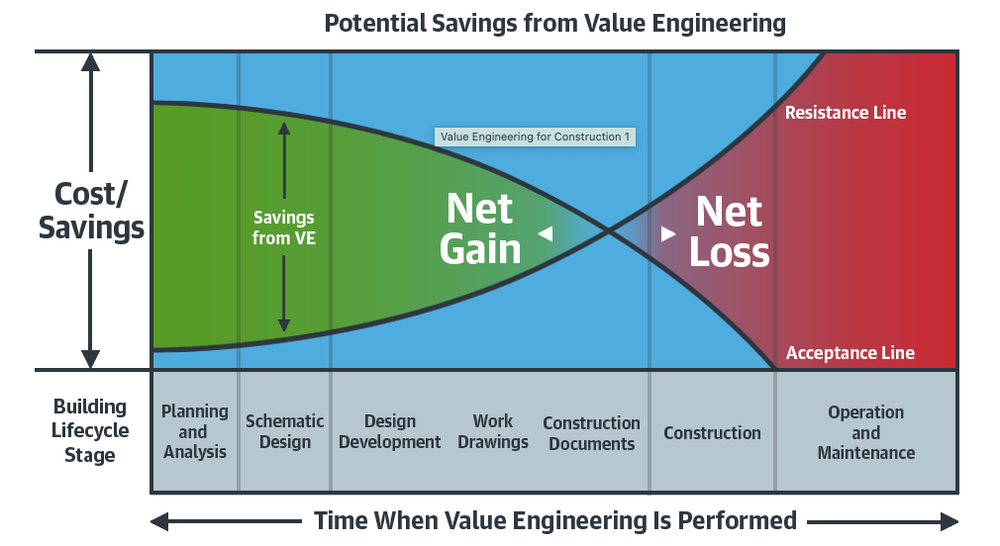 Potential Savings from Value Engineering
Resistance Line
Value Engineering for Construction 1
Cost/
Savings
Savings
from VE
Net
Gain
Net
Loss
Acceptance Line
Building
Lifecycle
Stage
Planning
and
Analysis
Schematic
Design
Design
Development
Work
Drawings
Construction
Documents
Construction
Operation
and
Maintenance
Time When Value Engineering Is Performed